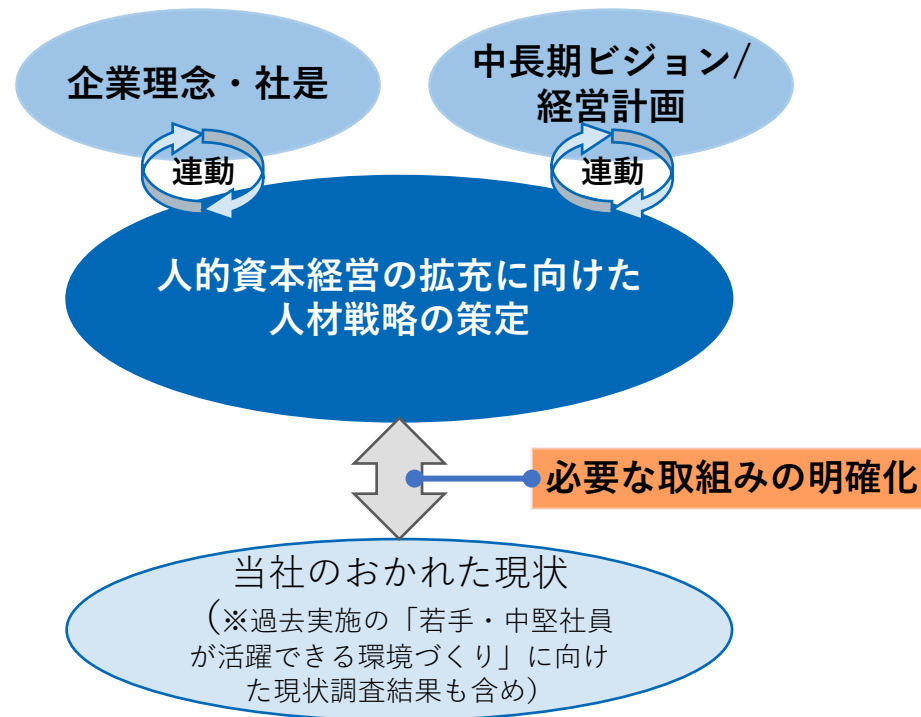 企業理念・社是
中長期ビジョン/
経営計画
連動
連動
人的資本経営の拡充に向けた
人材戦略の策定
必要な取組みの明確化
当社のおかれた現状
(※過去実施の「若手・中堅社員
が活躍できる環境づくり」に向け
た現状調査結果も含め)